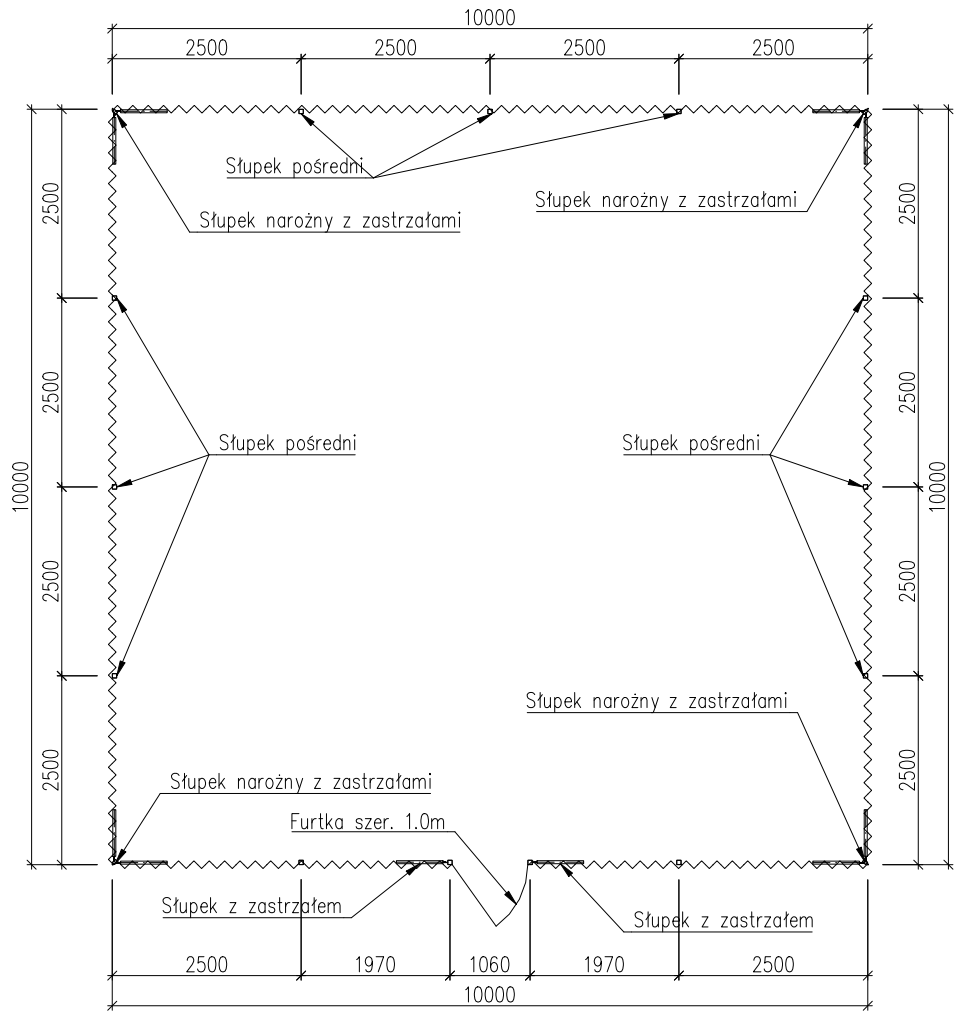 10000
2500 2500 2500 2500
Słupek pośredni
Słupek narożny z zastrzałami
Słupek narożny z zastrzałami
2500
2500
Słupek pośredni
Słupek pośredni
2500
2500
10000
10000
2500
2500
Słupek narożny z zastrzałami
Słupek narożny z zastrzałami
2500
2500
Furtka szer. 1.0m
Słupek z zastrzałem
Słupek z zastrzałem
2500 1970 1060 1970 2500
10000